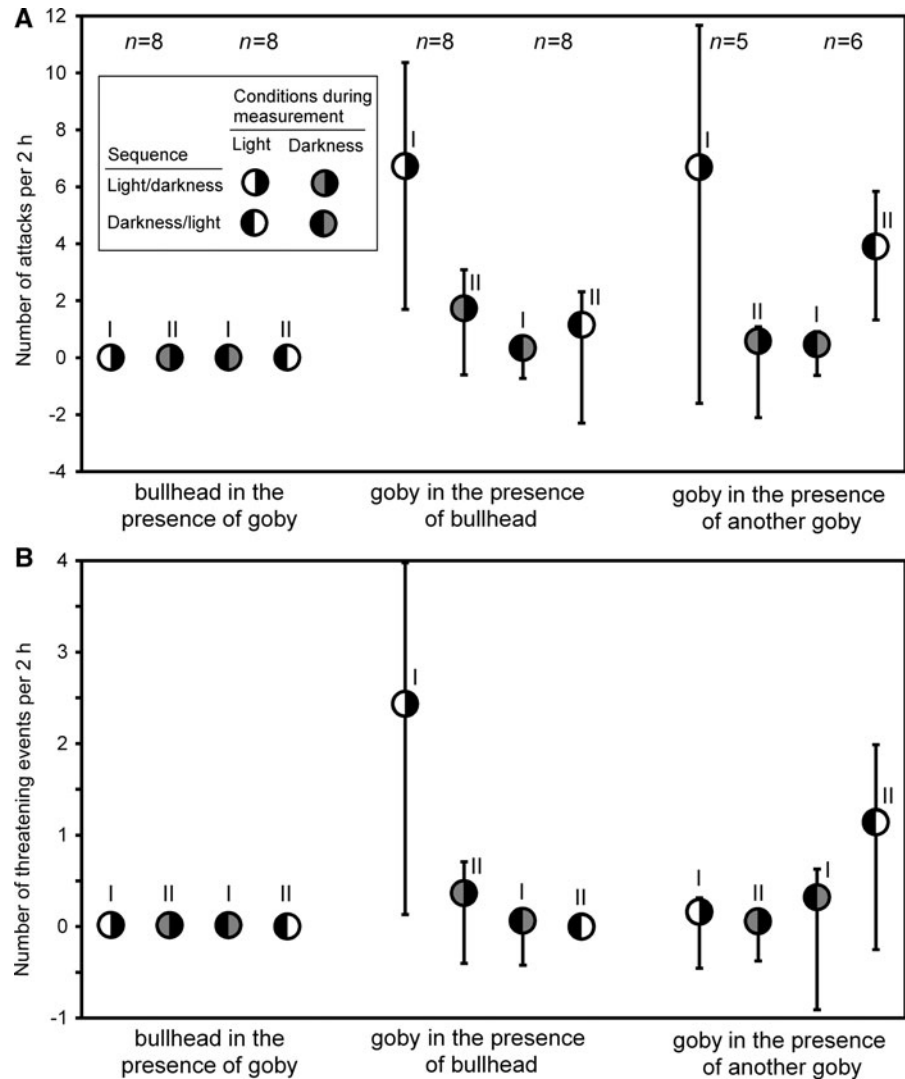 A
12
10
8
6
4
2
0
-2
-4
Number of attacks per 2 h
n=8 n=8 n=8 n=8 n=5 n=6
Conditions during
measurement
Sequence Light Darkness
Light/darkness
Darkness/light
I II I II I II I II I II I II
bullhead in the
presence of goby
goby in the presence
of bullhead
goby in the presence
of another goby
B
4
3
2
1
0
-1
Number of threatening events per 2 h
I II I II I II I II I II I II
bullhead in the
presence of goby
goby in the presence
of bullhead
goby in the presence
of another goby